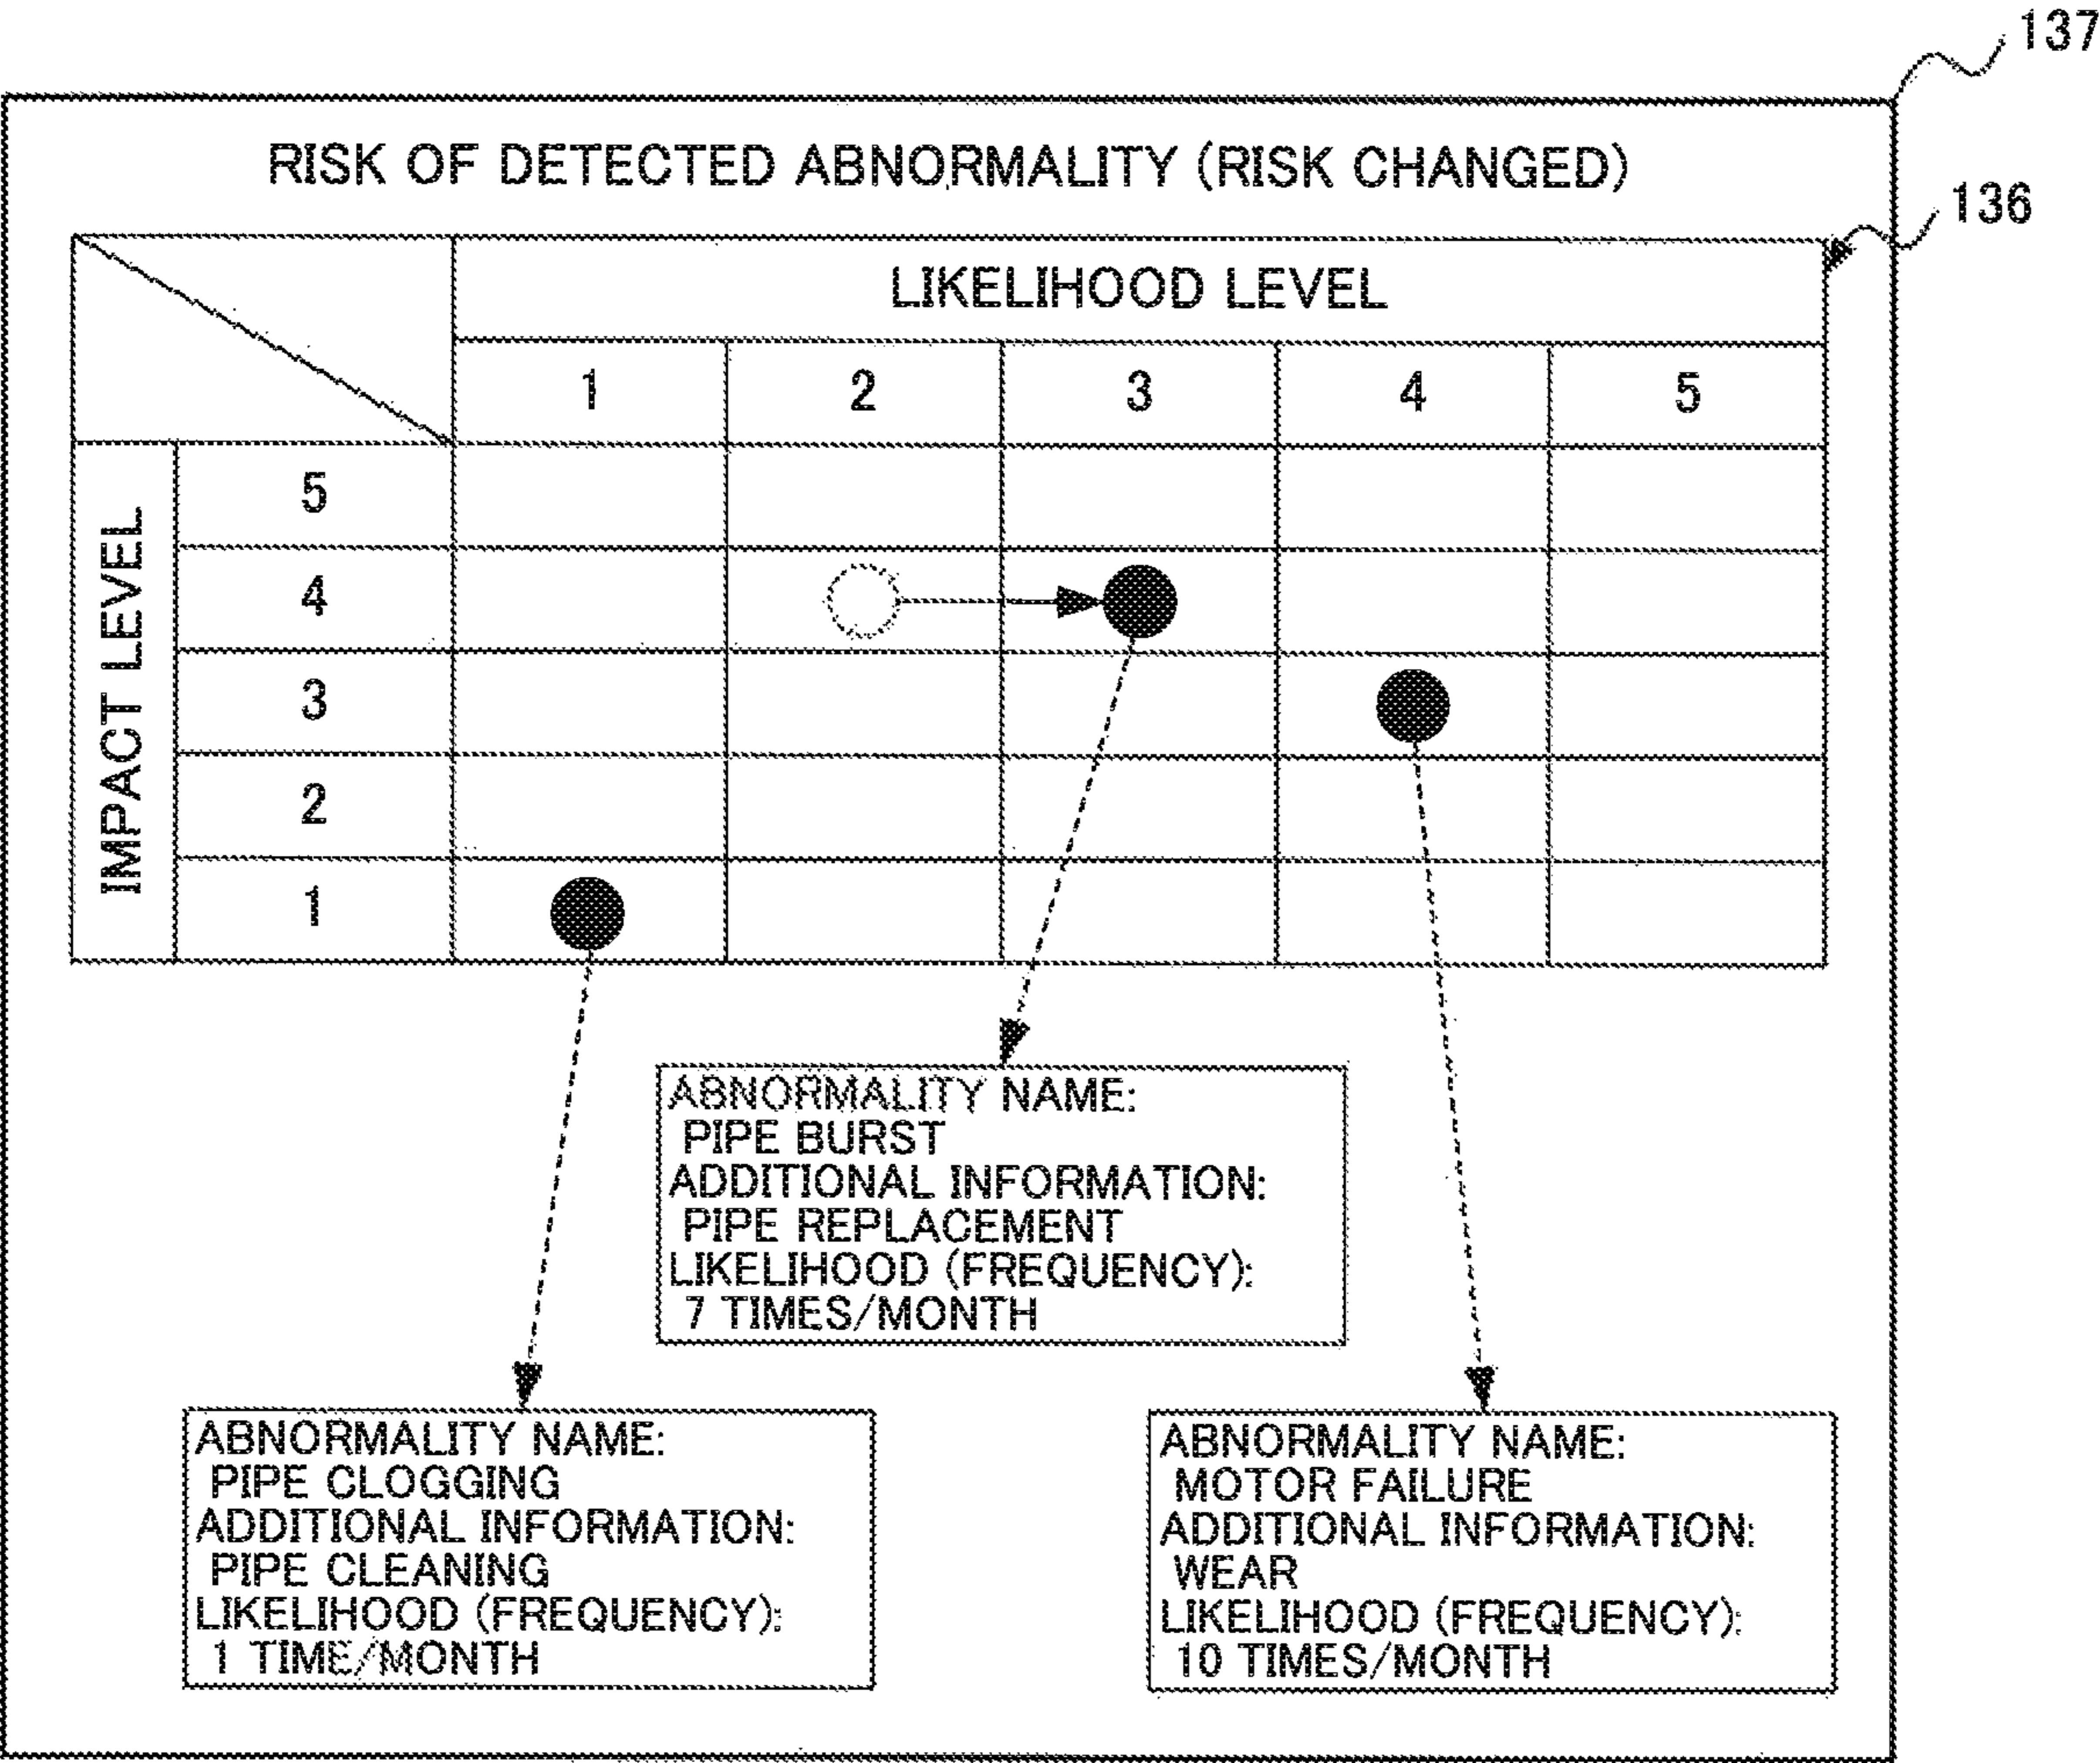 137
RISK OF DETECTED ABNORMALITY (RISK CHANGED)
136
LIKELIHOOD LEVEL
1 2 3 4 5
IMPACT LEVEL
5
4
3
2
1
ABNORMALITY NAME:
PIPE BURST
ADDITIONAL INFORMATION:
PIPE REPLACEMENT
LIKELIHOOD (FREQUENCY):
7 TIMES/MONTH
ABNORMALITY NAME:
PIPE CLOGGING
ADDITIONAL INFORMATION:
PIPE CLEANING
LIKELIHOOD (FREQUENCY):
1 TIME/MONTH
ABNORMALITY NAME:
MOTOR FAILURE
ADDITIONAL INFORMATION:
WEAR
LIKELIHOOD (FREQUENCY):
10 TIMES/MONTH